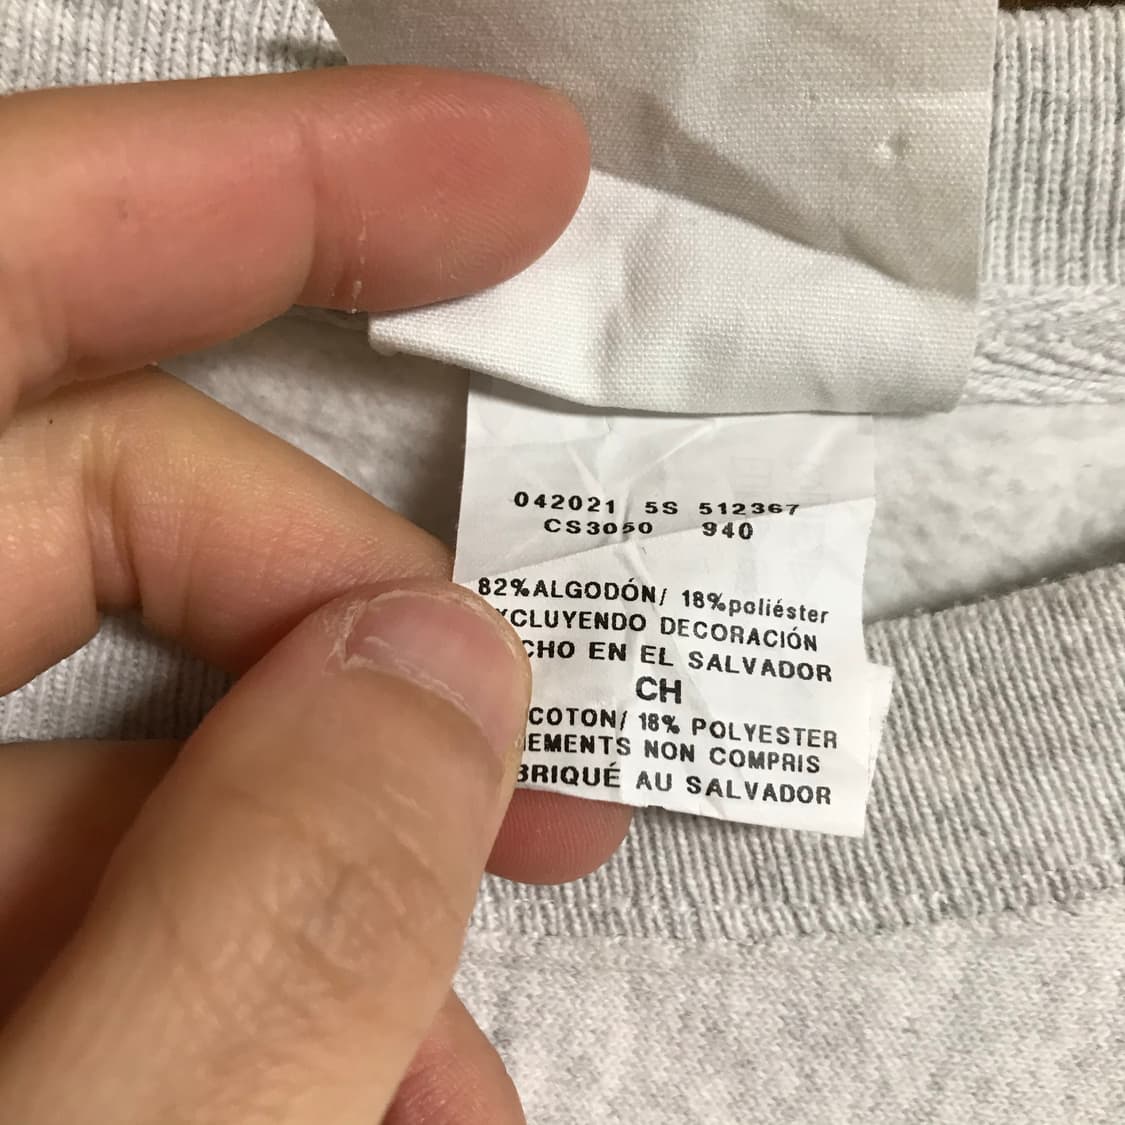 042021 5S 512367
CS3050 940
82%ALGODÓN/ 18%poliéster
XCLUYENDO DECORACIÓN
CHO EN EL SALVADOR
CH
COTON/ 18% POLYESTER
EMENTS NON COMPRIS
BRIQUÉ AU SALVADOR